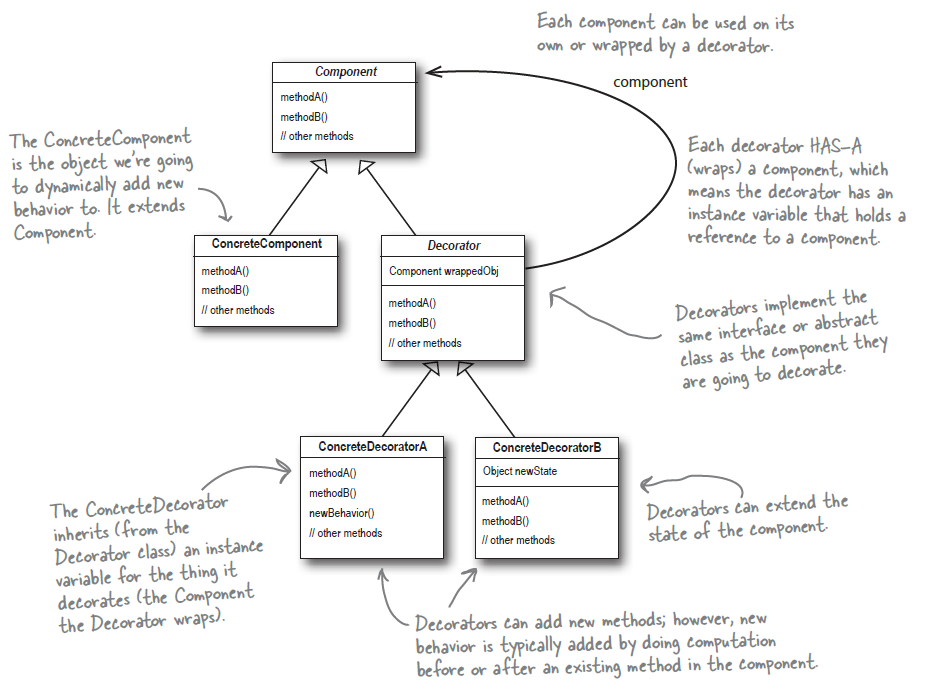 Each component can be used on its
own or wrapped by a decorator.
Component
methodA()
methodB()
// other methods
component
The ConcreteComponent
is the object we're going
to dynamically add new
behavior to. It extends
Component.
Each decorator HAS-A
(wraps) a component, which
means the decorator has an
instance variable that holds a
reference to a component.
ConcreteComponent
methodA()
methodB()
// other methods
Decorator
Component wrappedObj
methodA()
methodB()
// other methods
Decorators implement the
same interface or abstract
class as the component they
are going to decorate.
ConcreteDecoratorA
methodA()
methodB()
newBehavior()
// other methods
ConcreteDecoratorB
Object newState
methodA()
methodB()
// other methods
The ConcreteDecorator
inherits (from the
Decorator class) an instance
variable for the thing it
decorates (the Component
the Decorator wraps).
Decorators can extend the
state of the component.
Decorators can add new methods; however, new
behavior is typically added by doing computation
before or after an existing method in the component.